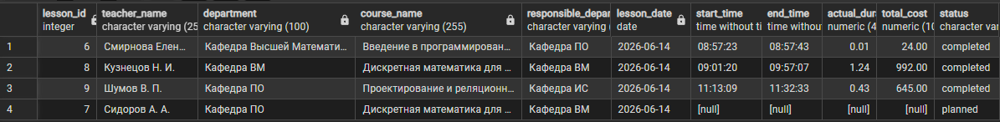 lesson_id teacher_name department course_name responsible_depar lesson_date start_time end_time actual_dura total_cost status
integer character varying (25 character varying (100) character varying (255) character varying ( date time without ti time withou numeric (4 numeric (10 character var
1 6 Смирнова Елен... Кафедра Высшей Математи... Введение в программирован... Кафедра ПО 2026-06-14 08:57:23 08:57:43 0.01 24.00 completed
2 8 Кузнецов Н. И. Кафедра ВМ Дискретная математика для ... Кафедра ВМ 2026-06-14 09:01:20 09:57:07 1.24 992.00 completed
3 9 Шумов В. П. Кафедра ПО Проектирование и реляционн... Кафедра ИС 2026-06-14 11:13:09 11:32:33 0.43 645.00 completed
4 7 Сидоров А. А. Кафедра ПО Дискретная математика для ... Кафедра ВМ 2026-06-14 [null] [null] [null] [null] planned